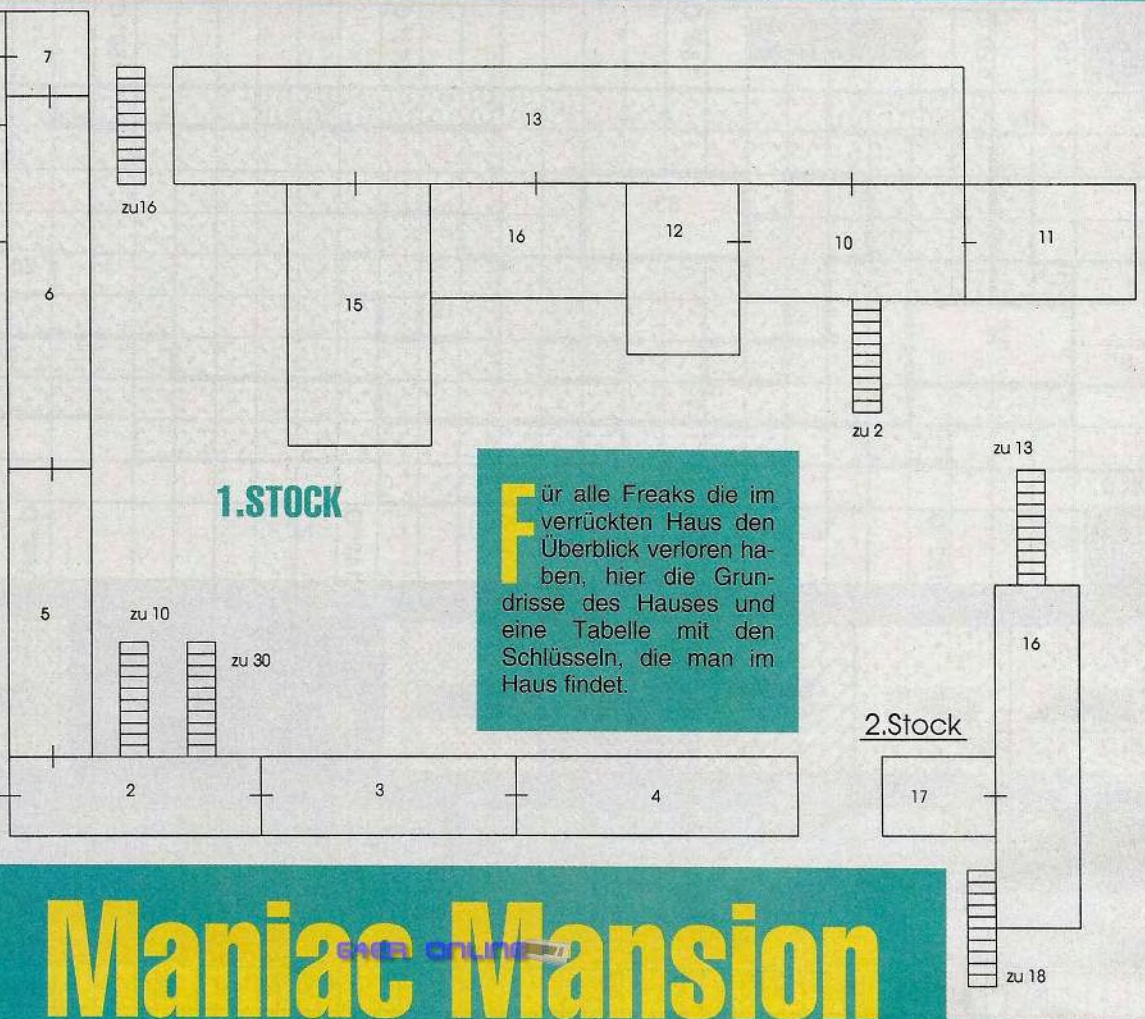 7
13
zu16
16
12
10
11
6
15
zu 2
zu 13
1.STOCK
Für alle Freaks die im
verrückten Haus den
Überblick verloren ha-
ben, hier die Grun-
drisse des Hauses und
eine Tabelle mit den
Schlüsseln, die man im
Haus findet.
5
zu 10
zu 30
16
2.Stock
2
3
4
17
zu 18
Maniac Mansion
64ER ONLINE